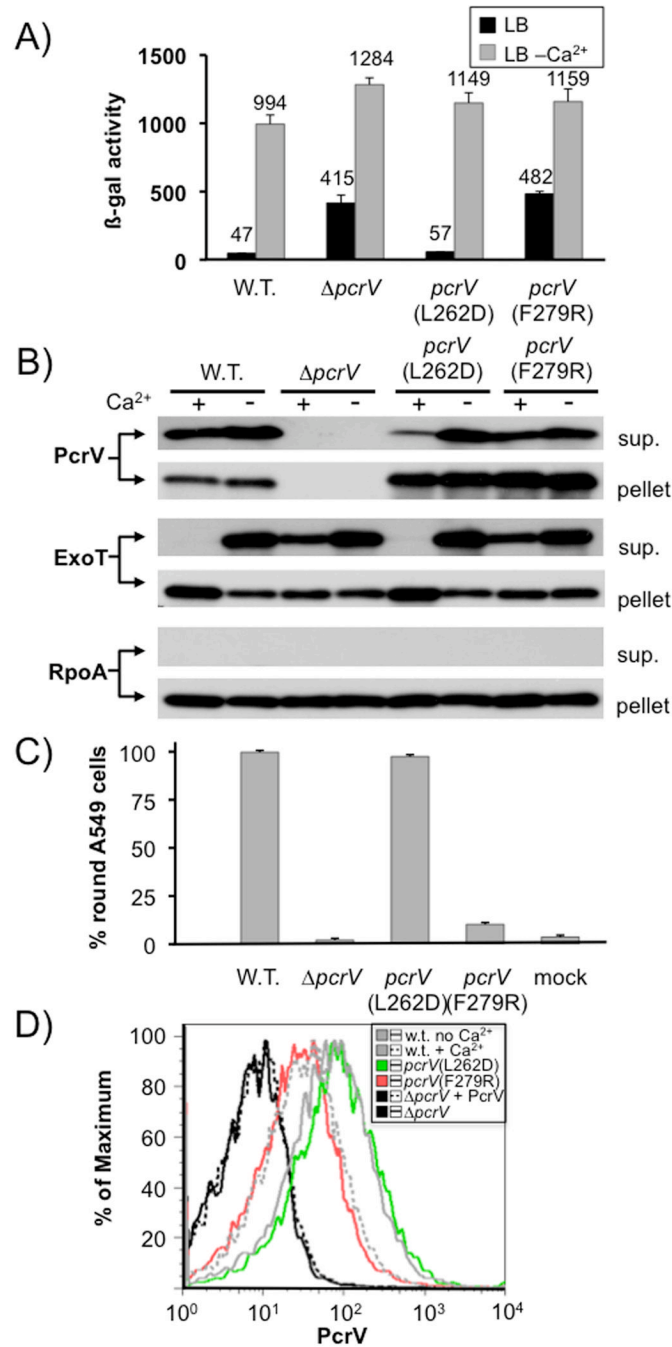 A)
LB
LB –Ca²⁺
ß-gal activity
1500
1000
500
0
47
994
415
1284
57
1149
482
1159
W.T.
ΔpcrV
pcrV (L262D)
pcrV (F279R)
B)
W.T.
ΔpcrV
pcrV (L262D)
pcrV (F279R)
Ca²⁺ + - + - + - + -
PcrV
sup.
pellet
ExoT
sup.
pellet
RpoA
sup.
pellet
C)
% round A549 cells
100
75
50
25
0
W.T.
ΔpcrV
pcrV (L262D)
pcrV (F279R)
mock
D)
% of Maximum
100
80
60
40
20
w.t. no Ca²⁺
w.t. + Ca²⁺
pcrV(L262D)
pcrV(F279R)
ΔpcrV + PcrV
ΔpcrV
10⁰ 10¹ 10² 10³ 10⁴
PcrV